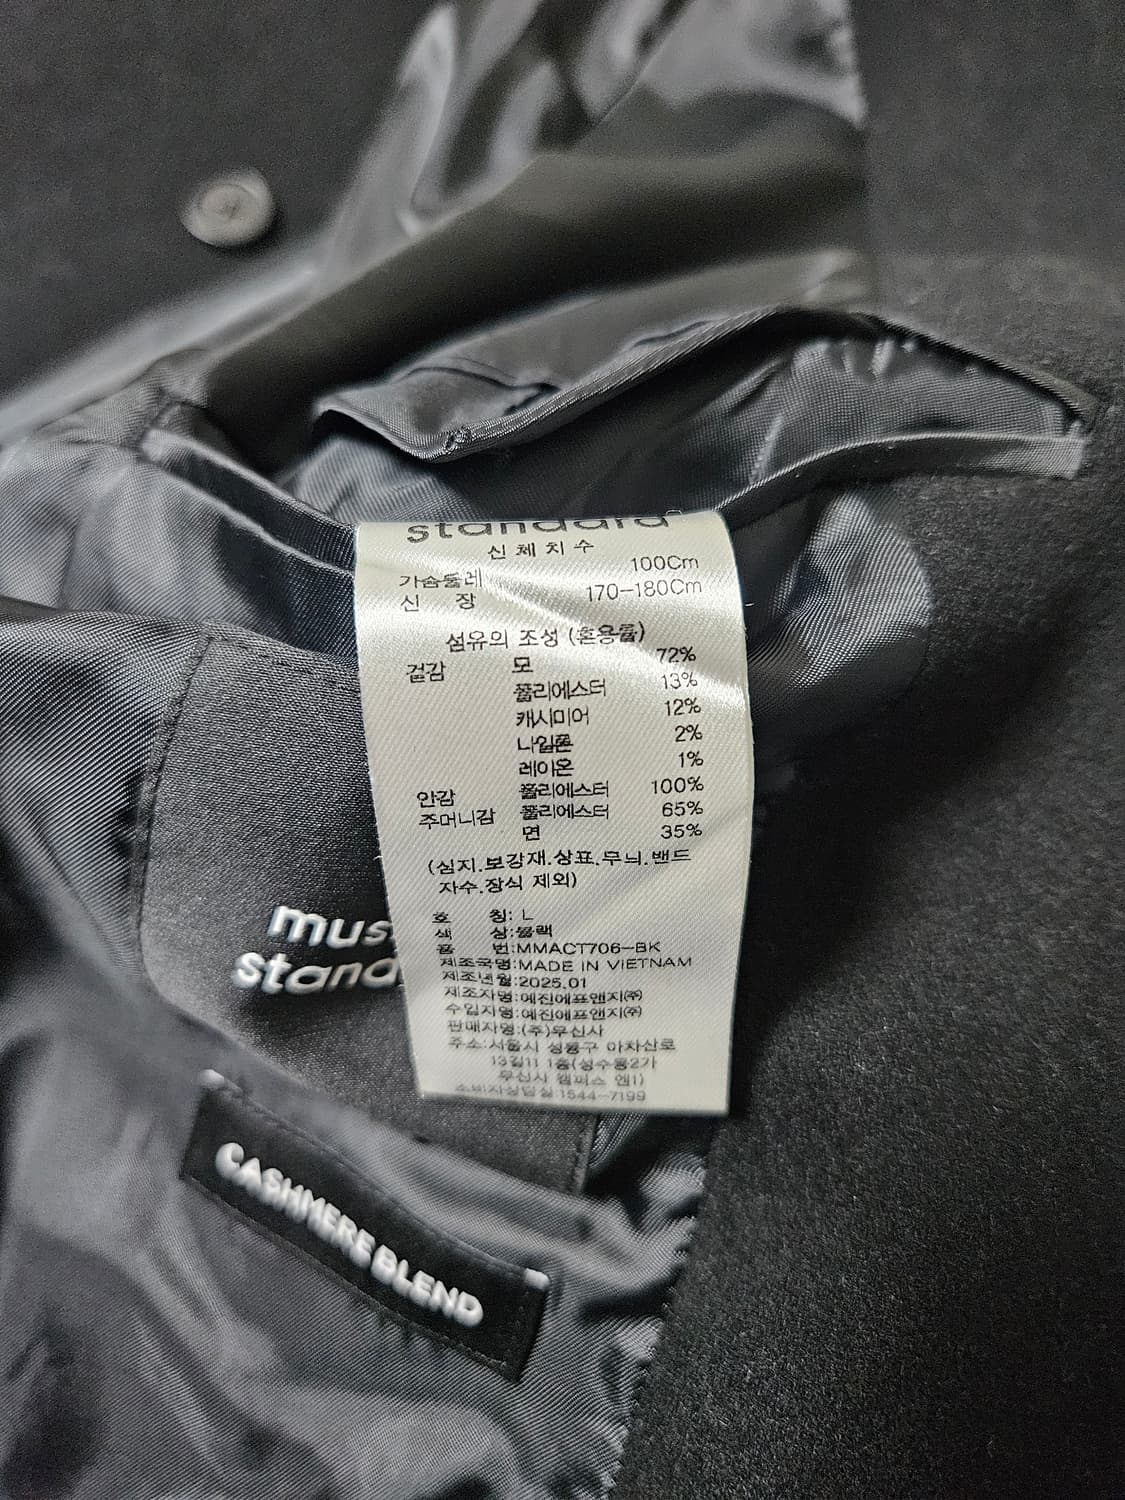 standard
신체치수
가슴둘레 100Cm
신 장 170-180Cm
섬유의 조성 (혼용률)
겉감 모 72%
폴리에스터 13%
캐시미어 12%
나일론 2%
레이온 1%
안감 폴리에스터 100%
주머니감 폴리에스터 65%
면 35%
(심지.보강재.상표.무늬.밴드
자수.장식 제외)
호 칭: L
색 상:블랙
품 번:MMACT706-BK
제조국명:MADE IN VIETNAM
제조년월:2025.01
제조자명:예진에프앤지㈜
수입자명:예진에프앤지㈜
판매자명:(주)무신사
주소:서울시 성동구 아차산로
13길11 1층(성수동2가
무신사 캠퍼스 엔1)
소비자상담실:1544-7199
mus
stand
CASHMERE BLEND